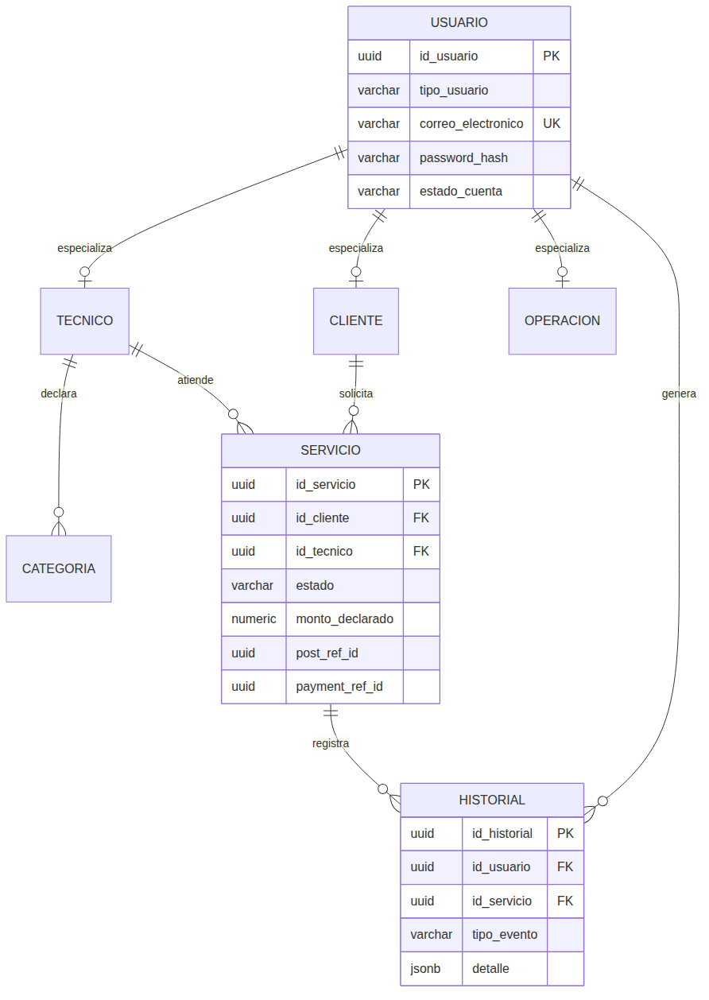 USUARIO
uuid id_usuario PK
varchar tipo_usuario
varchar correo_electronico UK
varchar password_hash
varchar estado_cuenta
especializa especializa especializa
TECNICO CLIENTE OPERACION
atiende
declara solicita genera
SERVICIO
uuid id_servicio PK
uuid id_cliente FK
uuid id_tecnico FK
CATEGORIA
varchar estado
numeric monto_declarado
uuid post_ref_id
uuid payment_ref_id
registra
HISTORIAL
uuid id_historial PK
uuid id_usuario FK
uuid id_servicio FK
varchar tipo_evento
jsonb detalle